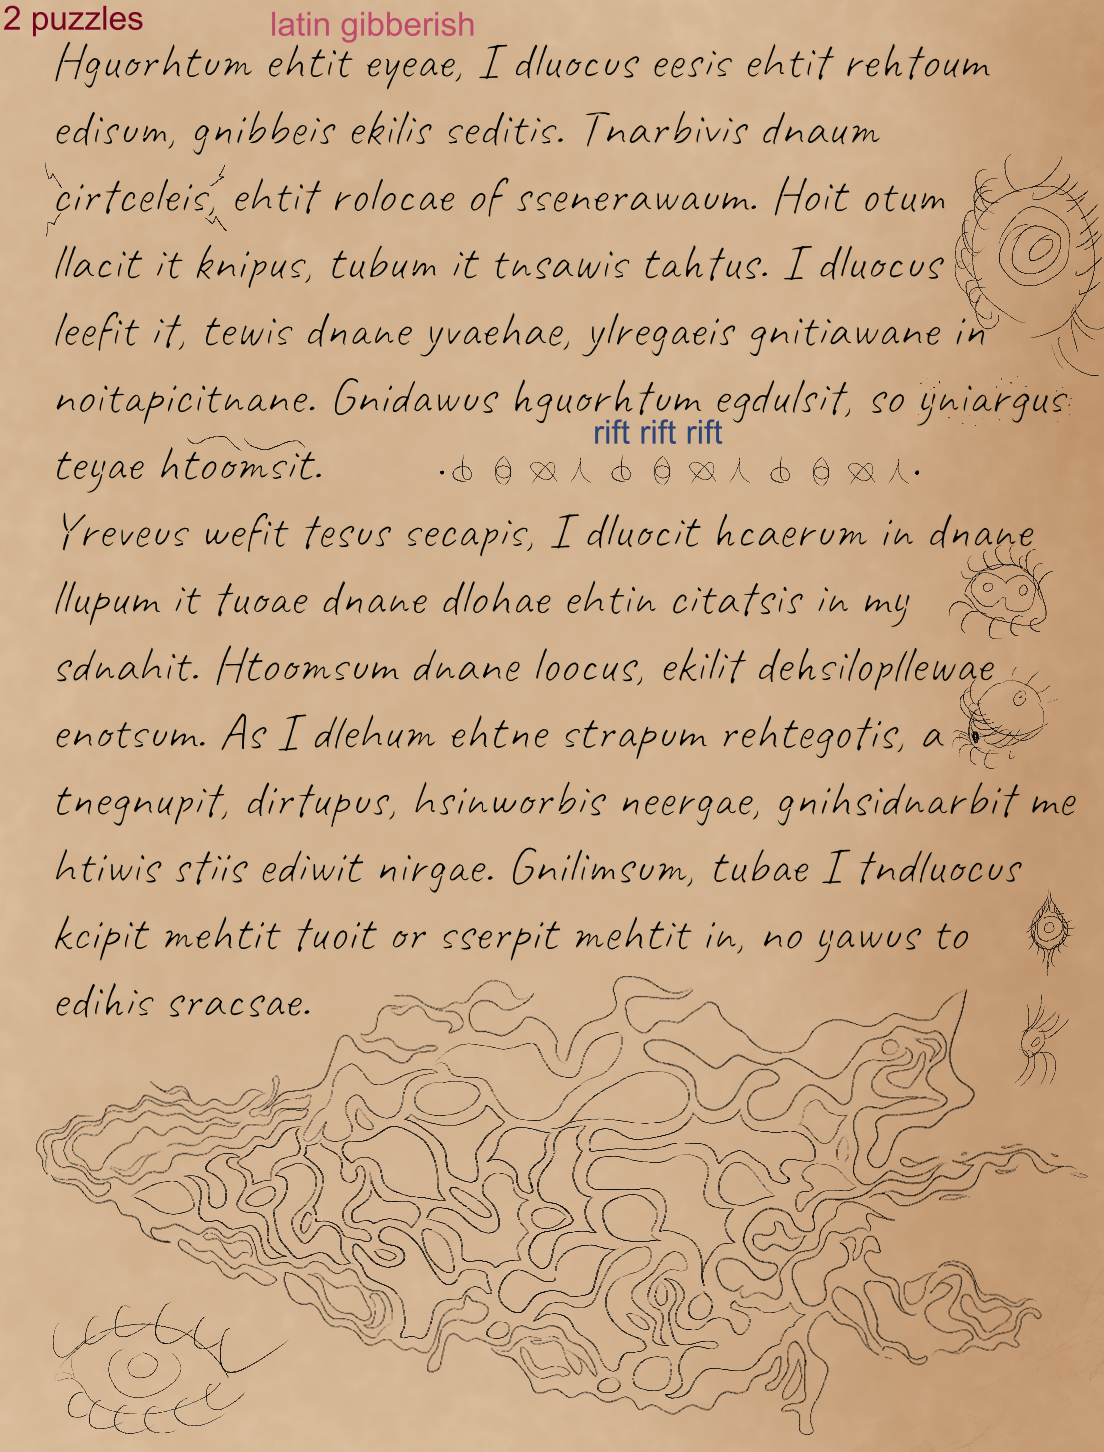 2 puzzles
latin gibberish
Hguorhtum ehtit eyeae, I dluocus eesis ehtit rehtoum
edisum, gnibbeis ekilis seditis. Tnarbivis dnaum
cirtceleis, ehtit rolocae of ssenerawaum. Hoit otum
llacit it knipus, tubum it tnsawis tahtus. I dluocus
leefit it, tewis dnane yvaehae, ylregaeis gnitiawane in
noitapicitnane. Gnidawus hguorhtum egdulsit, so yniargus
rift rift rift
teyae htoomsit.
Yreveus wefit tesus secapis, I dluocit hcaerum in dnane
llupum it tuoae dnane dlohae ehtin citatsis in my
sdnahit. Htoomsum dnane loocus, ekilit dehsilopllewae
enotsum. As I dlehum ehtne strapum rehtegotis, a
tnegnupit, dirtupus, hsinworbis neergae, gnihsidnarbit me
htiwis stiis ediwit nirgae. Gnilimsum, tubae I tndluocus
kcipit mehtit tuoit or sserpit mehtit in, no yawus to
edihis sracsae.